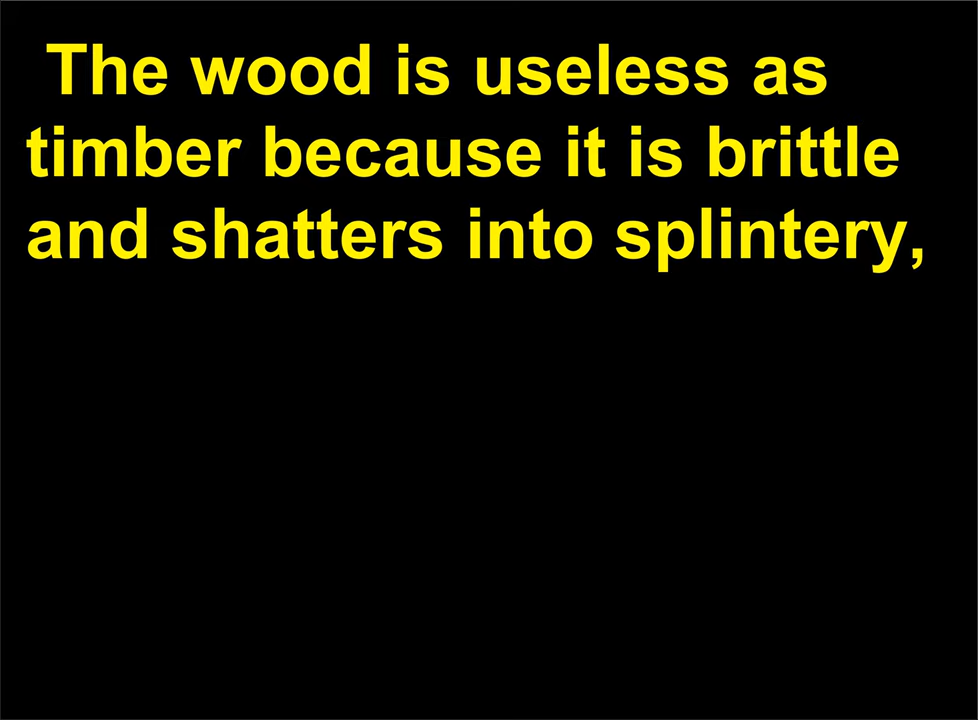 The wood is useless as
timber because it is brittle
and shatters into splintery,